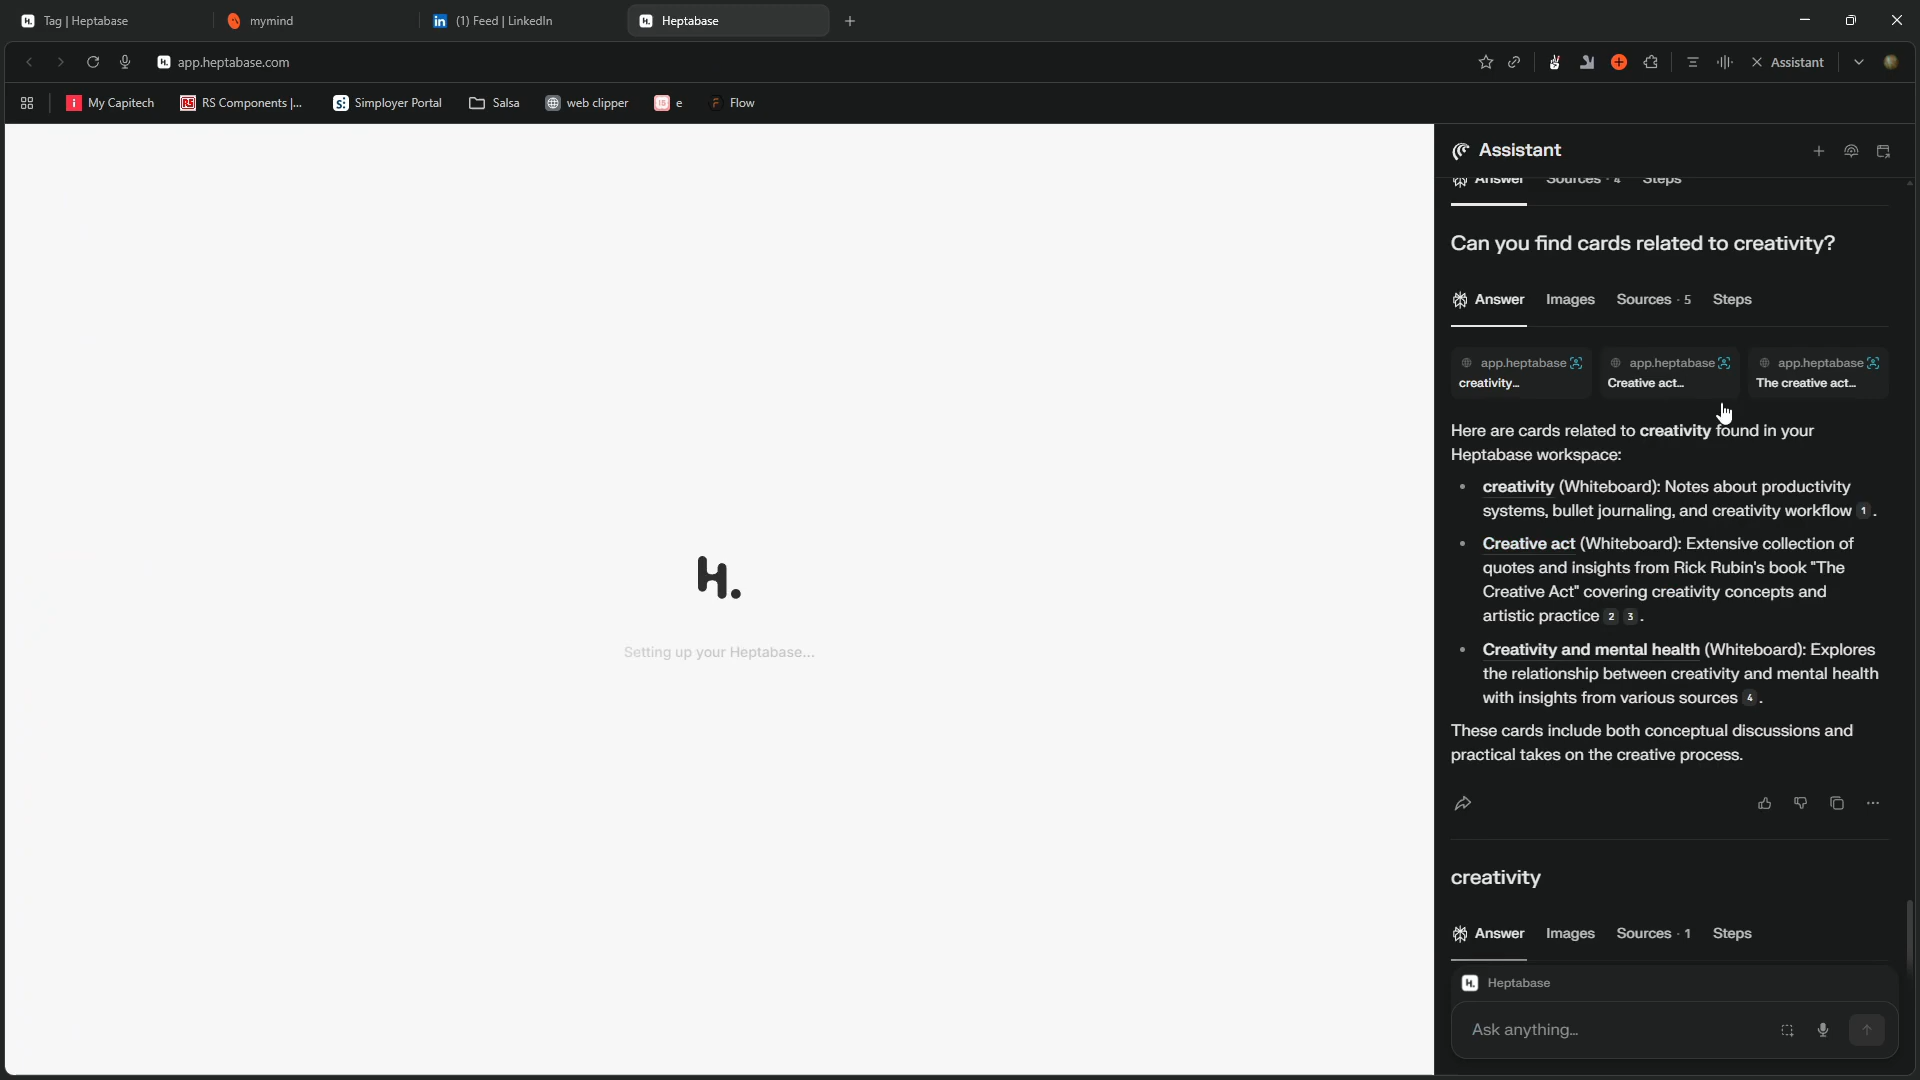 Tag | Heptabase
mymind
(1) Feed | LinkedIn
Heptabase
app.heptabase.com
Assistant
My Capitech
RS Components |...
Simployer Portal
Salsa
web clipper
e
Flow
Setting up your Heptabase...
Assistant
Answer Sources · 4 Steps
Can you find cards related to creativity?
Answer Images Sources · 5 Steps
app.heptabase
creativity...
app.heptabase
Creative act...
app.heptabase
The creative act...
Here are cards related to creativity found in your
Heptabase workspace:
• creativity (Whiteboard): Notes about productivity
systems, bullet journaling, and creativity workflow 1 .
• Creative act (Whiteboard): Extensive collection of
quotes and insights from Rick Rubin's book "The
Creative Act" covering creativity concepts and
artistic practice 2 3 .
• Creativity and mental health (Whiteboard): Explores
the relationship between creativity and mental health
with insights from various sources 4 .
These cards include both conceptual discussions and
practical takes on the creative process.
creativity
Answer Images Sources · 1 Steps
Heptabase
Ask anything...